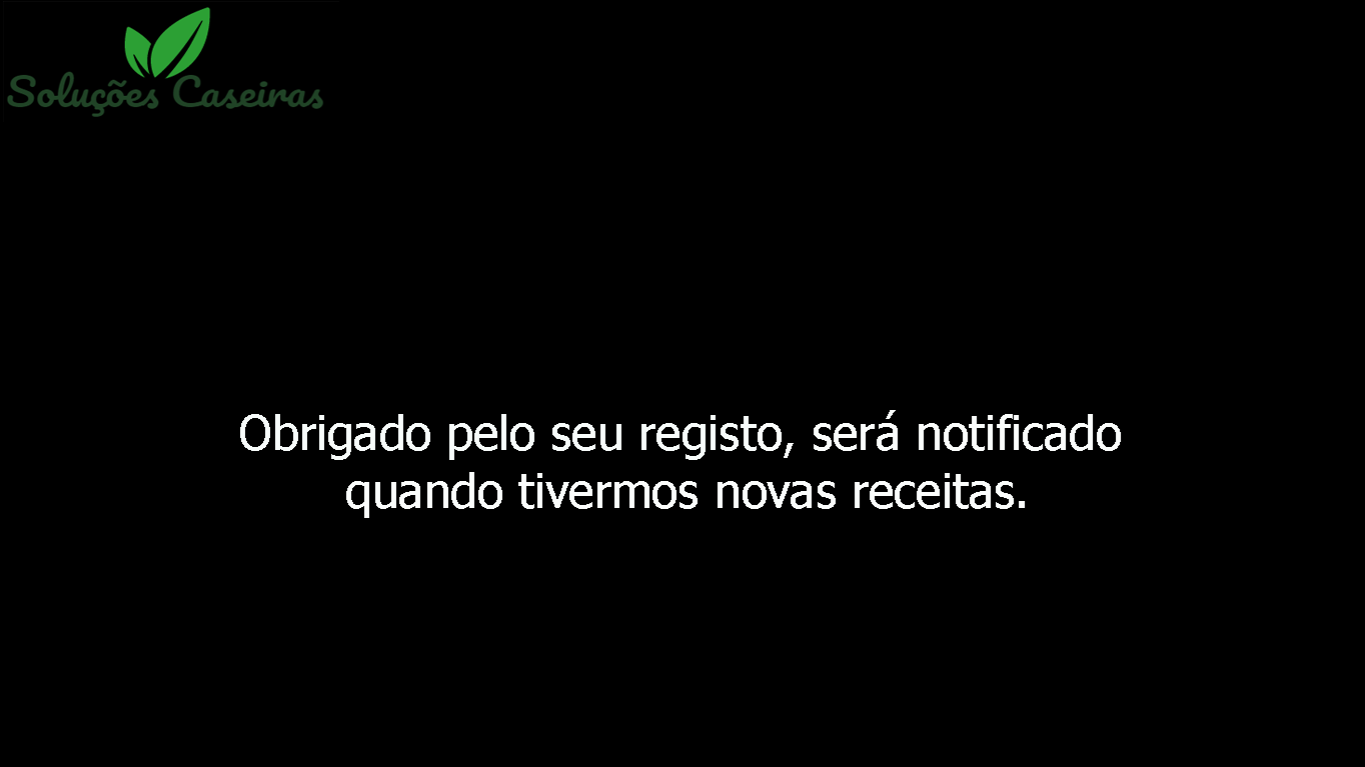 Soluções Caseiras
Obrigado pelo seu registo, será notificado
quando tivermos novas receitas.